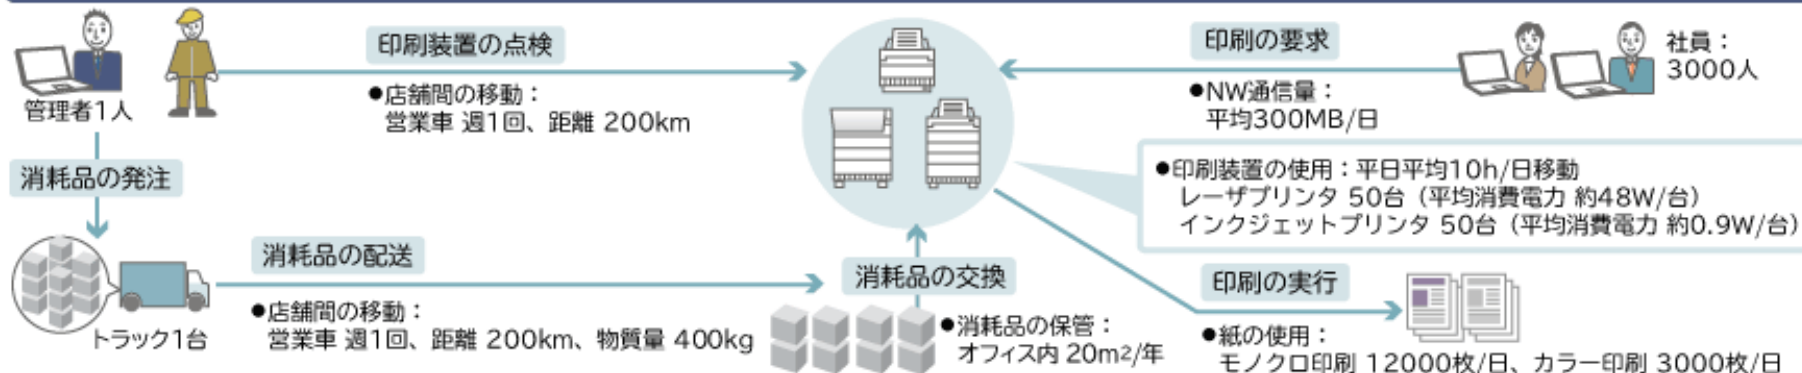 管理者1人
印刷装置の点検
●店舗間の移動：
営業車 週1回、距離 200km
印刷の要求
●NW通信量：
平均300MB/日
社員：
3000人
消耗品の発注
●印刷装置の使用：平日平均10h/日移動
レーザプリンタ 50台（平均消費電力 約48W/台）
インクジェットプリンタ 50台（平均消費電力 約0.9W/台）
トラック1台
消耗品の配送
●店舗間の移動：
営業車 週1回、距離 200km、物質量 400kg
消耗品の交換
●消耗品の保管：
オフィス内 20m2/年
印刷の実行
●紙の使用：
モノクロ印刷 12000枚/日、カラー印刷 3000枚/日